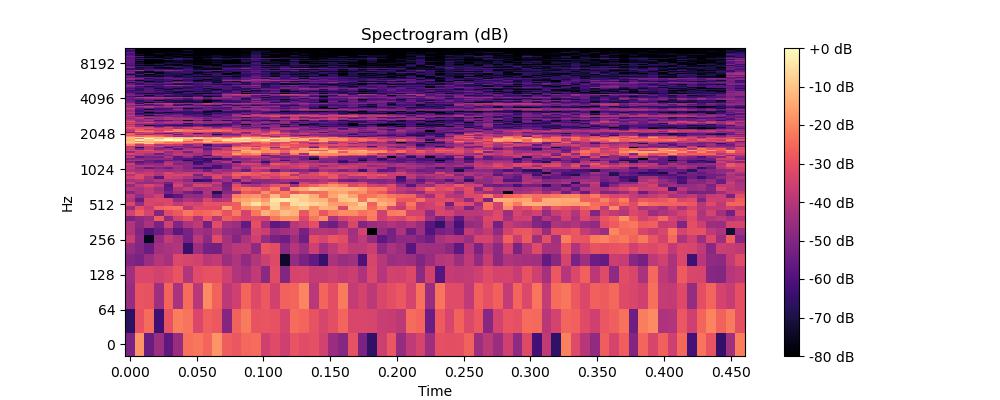 Spectrogram (dB)
8192
4096
2048
1024
512
256
128
64
0
Hz
0.000 0.050 0.100 0.150 0.200 0.250 0.300 0.350 0.400 0.450
Time
+0 dB
-10 dB
-20 dB
-30 dB
-40 dB
-50 dB
-60 dB
-70 dB
-80 dB